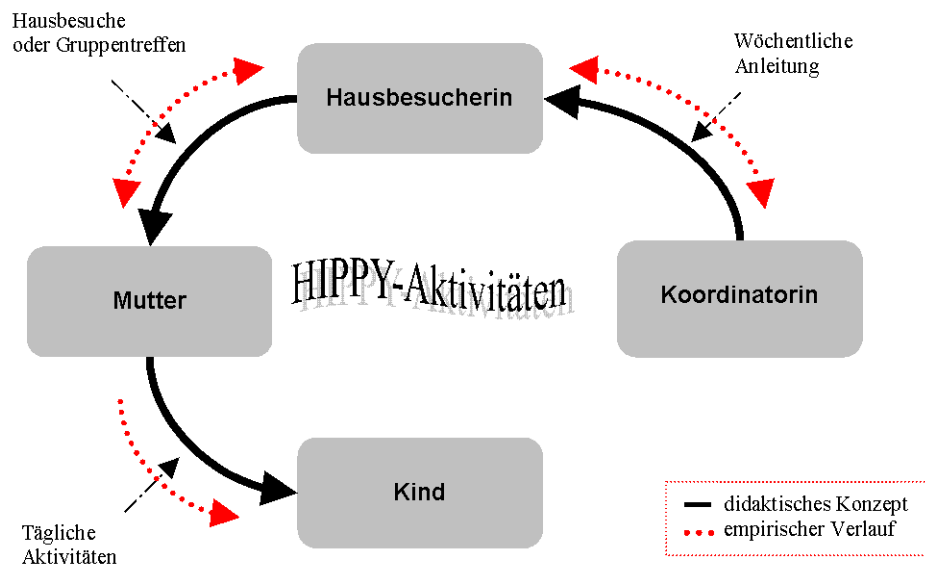 Hausbesuche
oder Gruppentreffen
Wöchentliche
Anleitung
Hausbesucherin
Mutter
HIPPY-Aktivitäten
Koordinatorin
Kind
Tägliche
Aktivitäten
didaktisches Konzept
empirischer Verlauf